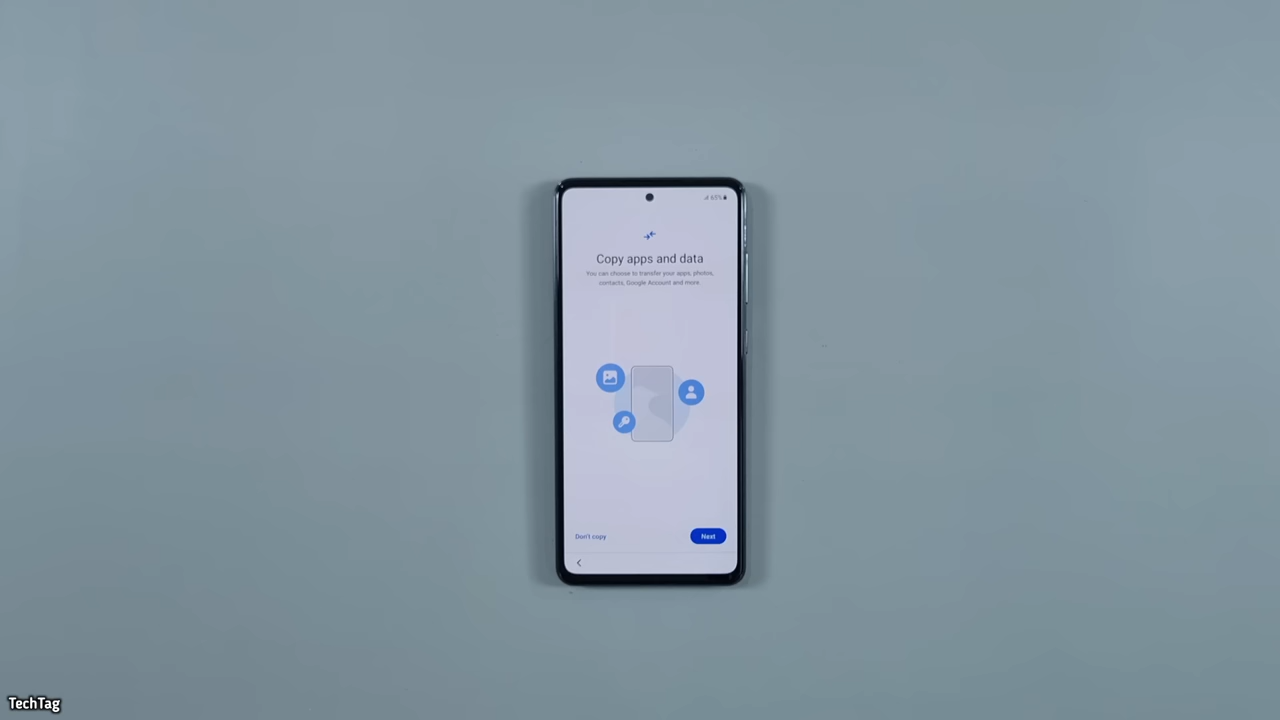 65%
Copy apps and data
You can choose to transfer your apps, photos,
contacts, Google Account and more.
Don't copy
Next
TechTag